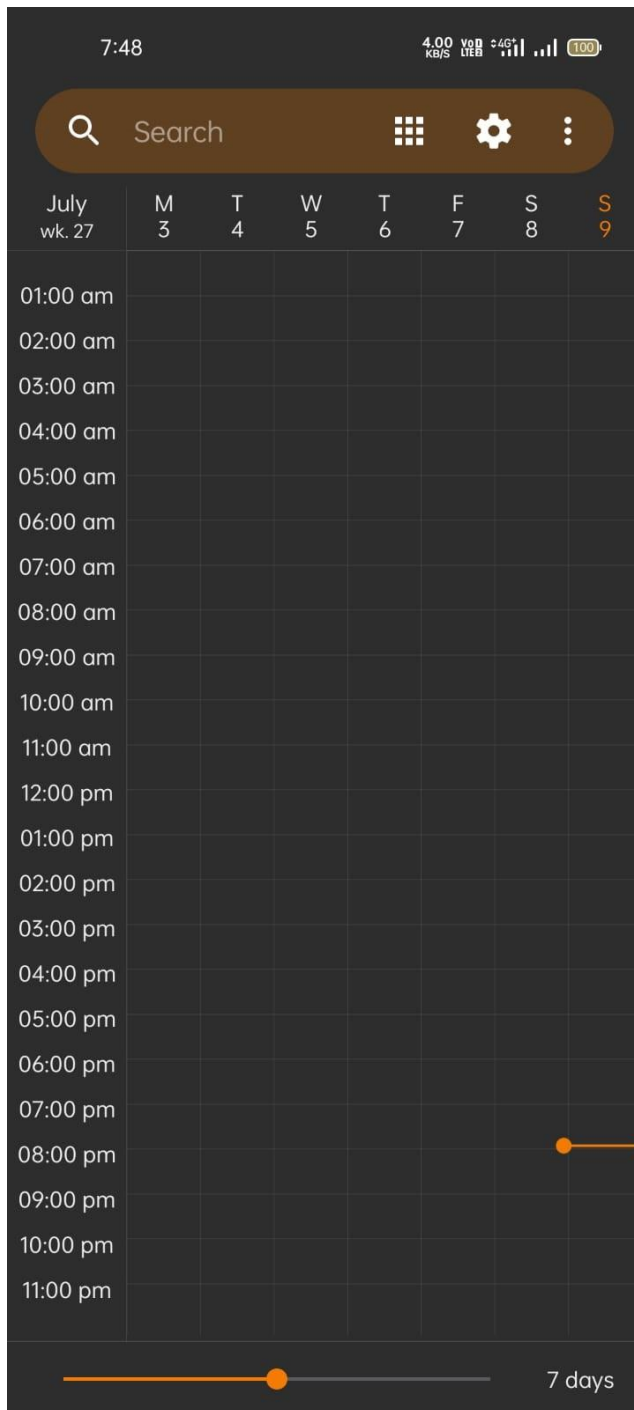 7:48 4.00 KB/S VoD LTE 4G+ 100
Search
July M T W T F S S
wk. 27 3 4 5 6 7 8 9
01:00 am
02:00 am
03:00 am
04:00 am
05:00 am
06:00 am
07:00 am
08:00 am
09:00 am
10:00 am
11:00 am
12:00 pm
01:00 pm
02:00 pm
03:00 pm
04:00 pm
05:00 pm
06:00 pm
07:00 pm
08:00 pm
09:00 pm
10:00 pm
11:00 pm
7 days